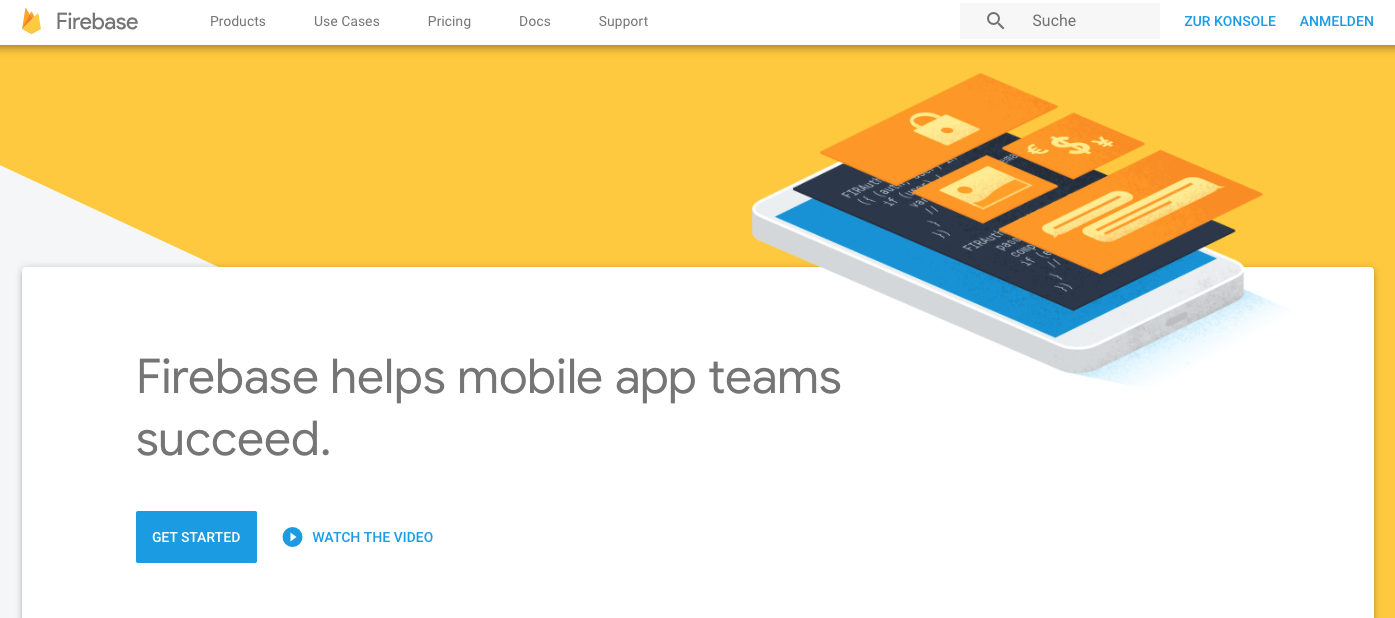 Firebase
Products
Use Cases
Pricing
Docs
Support
Suche
ZUR KONSOLE
ANMELDEN
€ $ ¥
Firebase helps mobile app teams
succeed.
GET STARTED
WATCH THE VIDEO